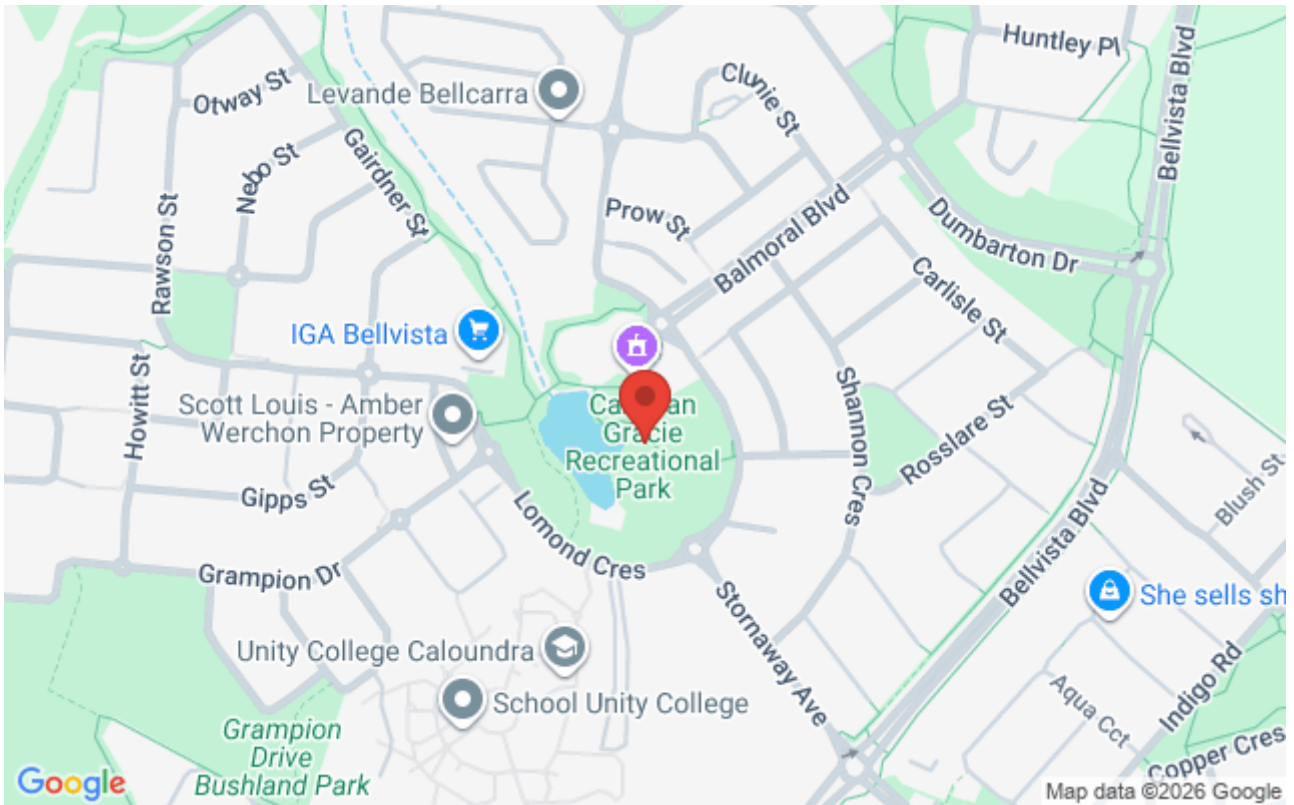 Huntley Pl
Bellvista Blvd
Clunie St
Otway St
Levande Bellcarra
Nebo St
Gairdner St
Rawson St
Prow St
Balmoral Blvd
Dumbarton Dr
Carlisle St
IGA Bellvista
Howitt St
Scott Louis - Amber
Werchon Property
Gracie
Recreational
Park
Shannon Cres
Rosslare St
Gipps St
Lomond Cres
Blush St
Bellvista Blvd
Grampion Dr
She sells sh
Stornaway Ave
Unity College Caloundra
School Unity College
Indigo Rd
Aqua Cct
Copper Cres
Grampion
Drive
Bushland Park
Google
Map data ©2026 Google